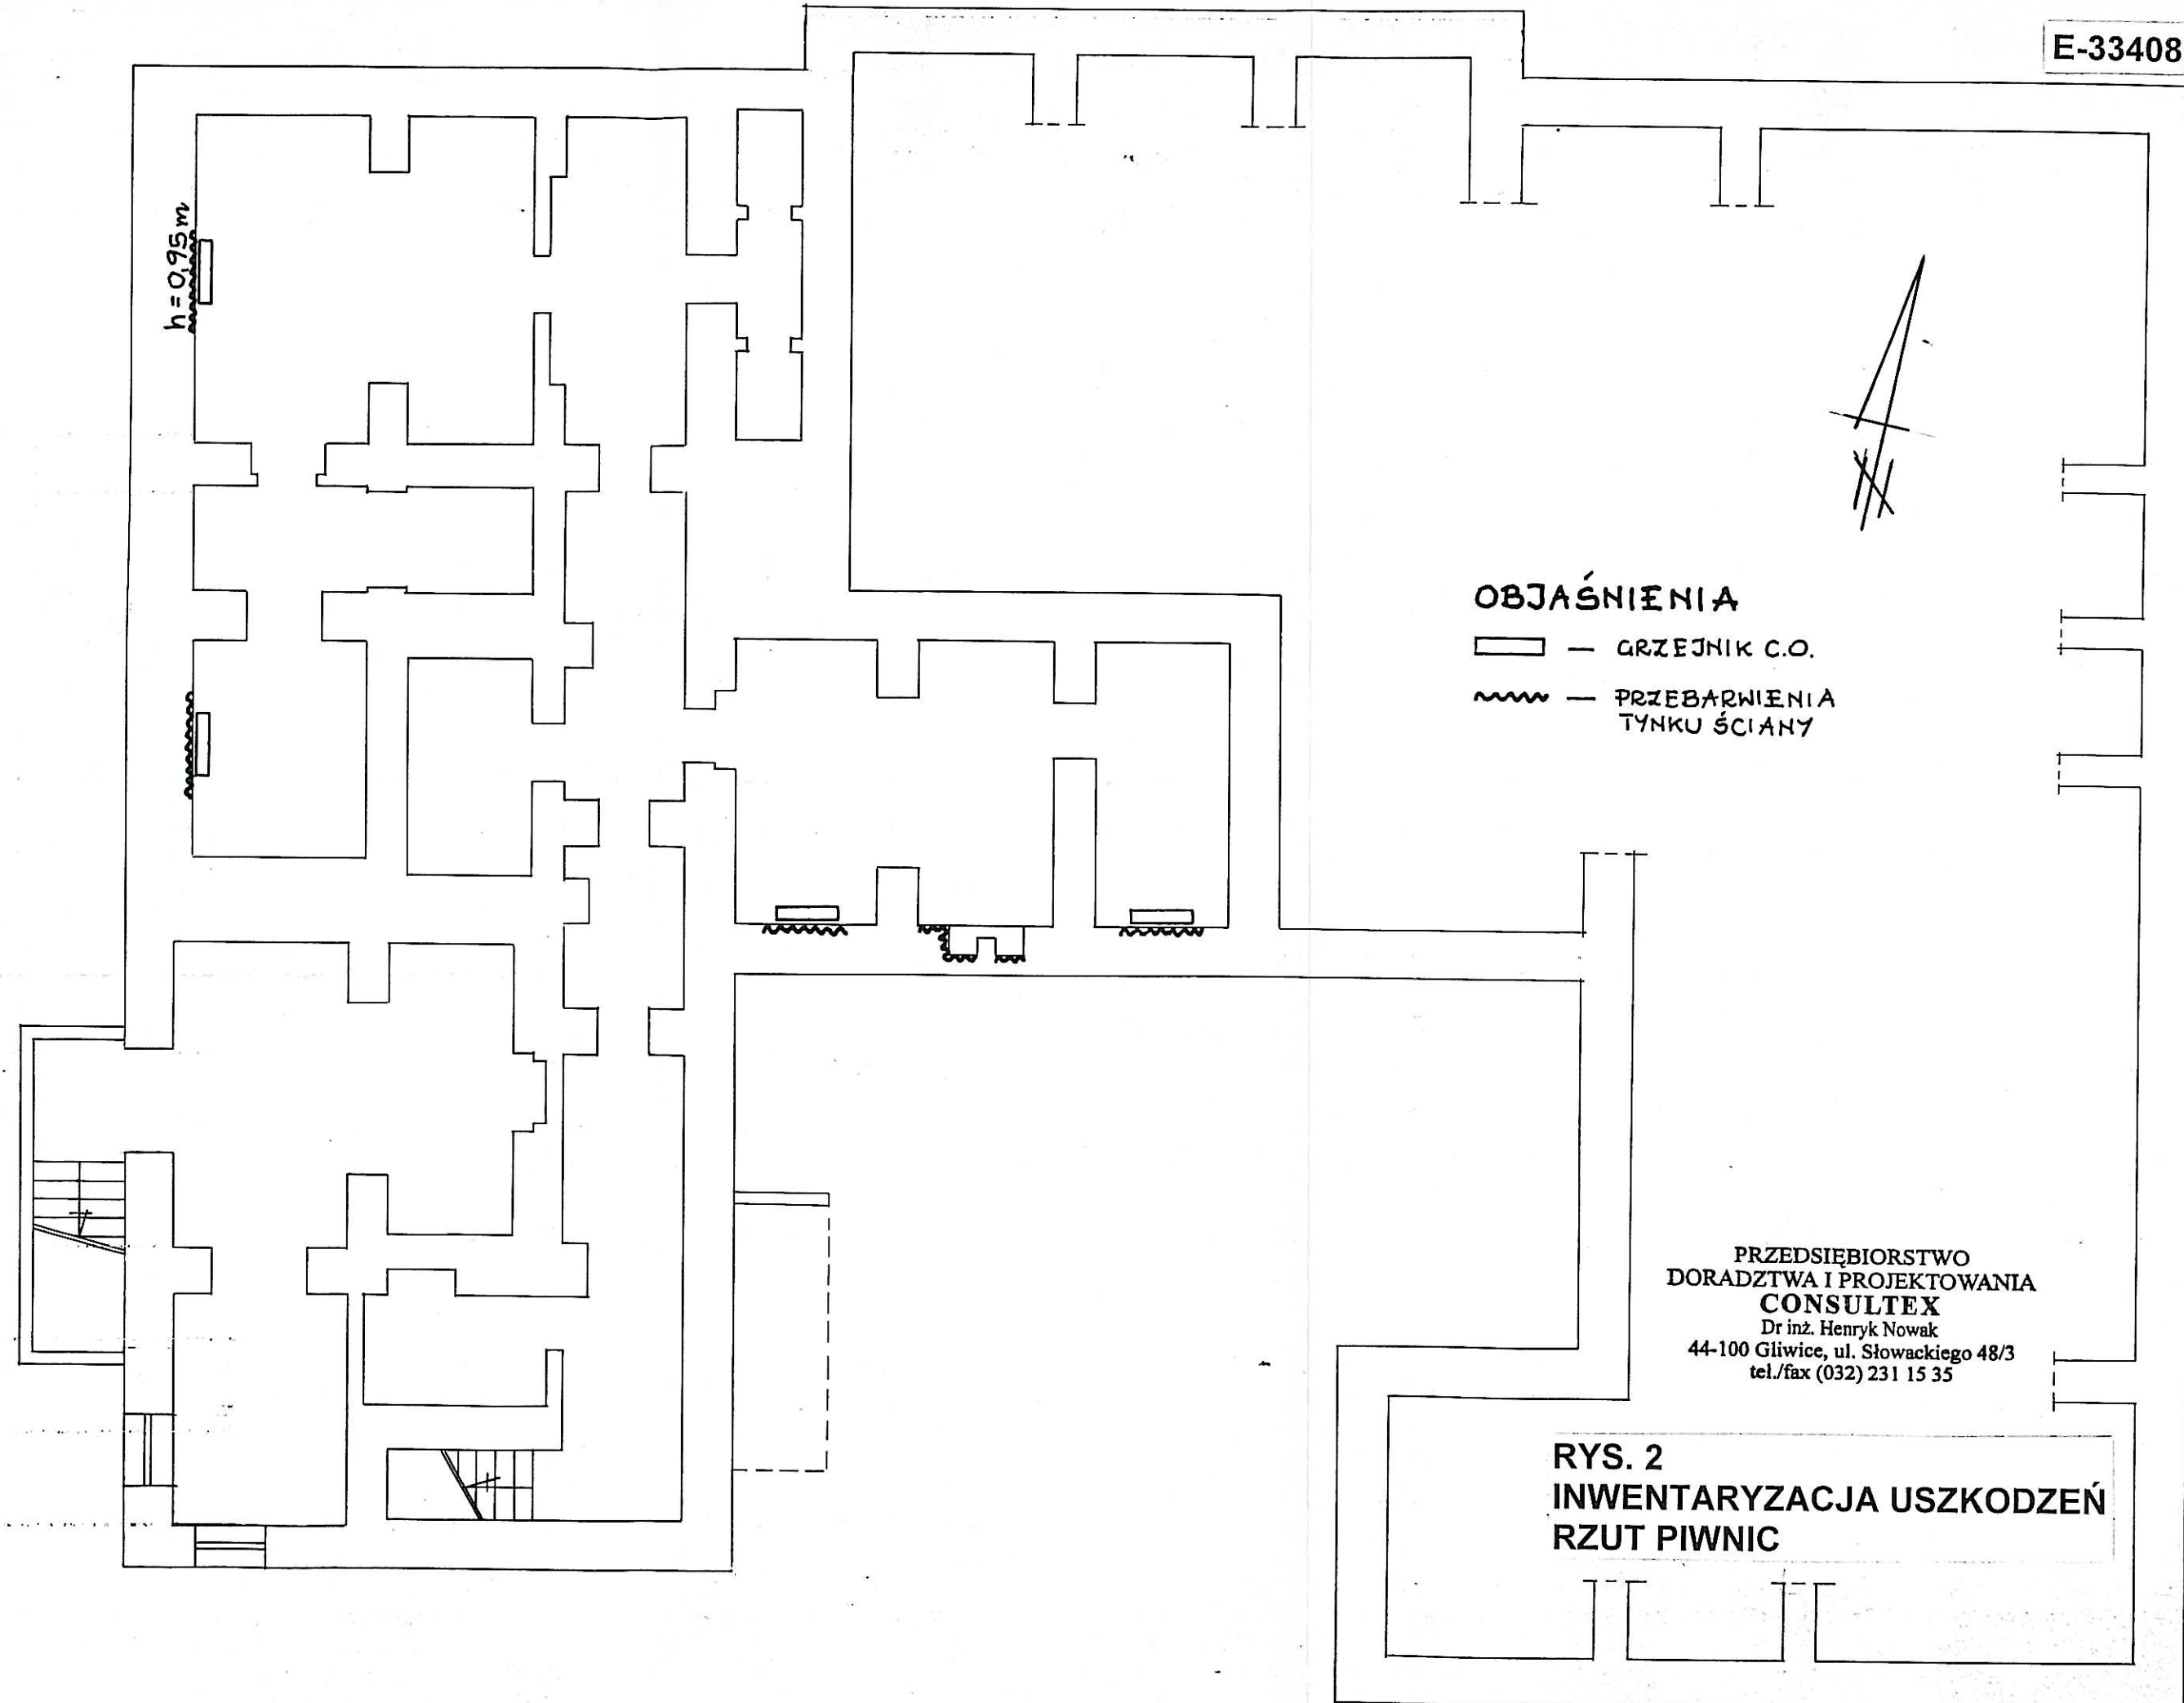 E-33408
h = 0,95 m
OBJAŚNIENIA
— GRZEJNIK C.O.
— PRZEBARWIENIA
TYNKU ŚCIANY
PRZEDSIĘBIORSTWO
DORADZTWA I PROJEKTOWANIA
CONSULTEX
Dr inż. Henryk Nowak
44-100 Gliwice, ul. Słowackiego 48/3
tel./fax (032) 231 15 35
RYS. 2
INWENTARYZACJA USZKODZEŃ
RZUT PIWNIC